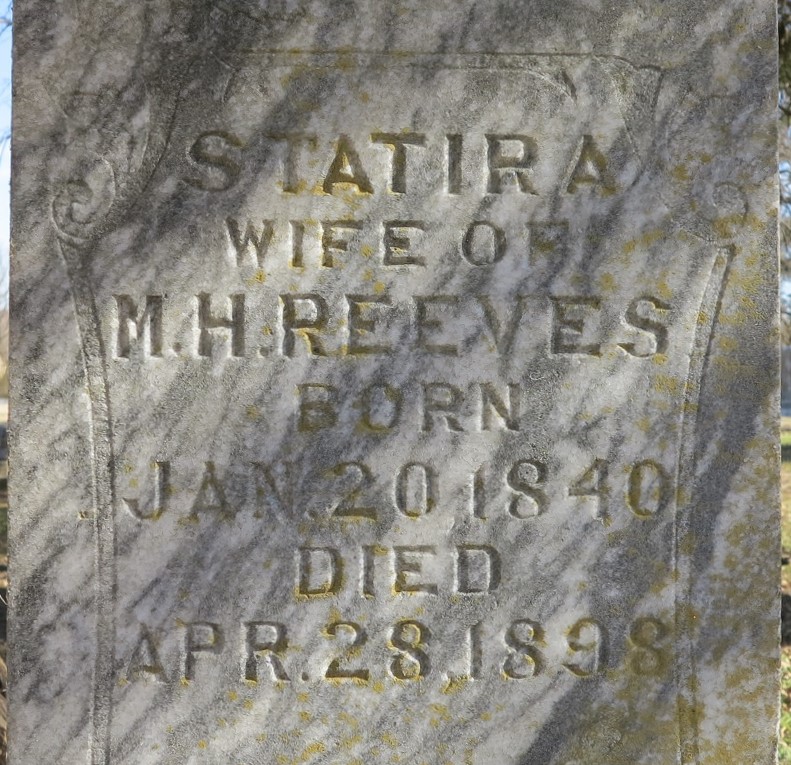 STATIRA
WIFE OF
M.H.REEVES
BORN
JAN.20,1840
DIED
APR.28,1898